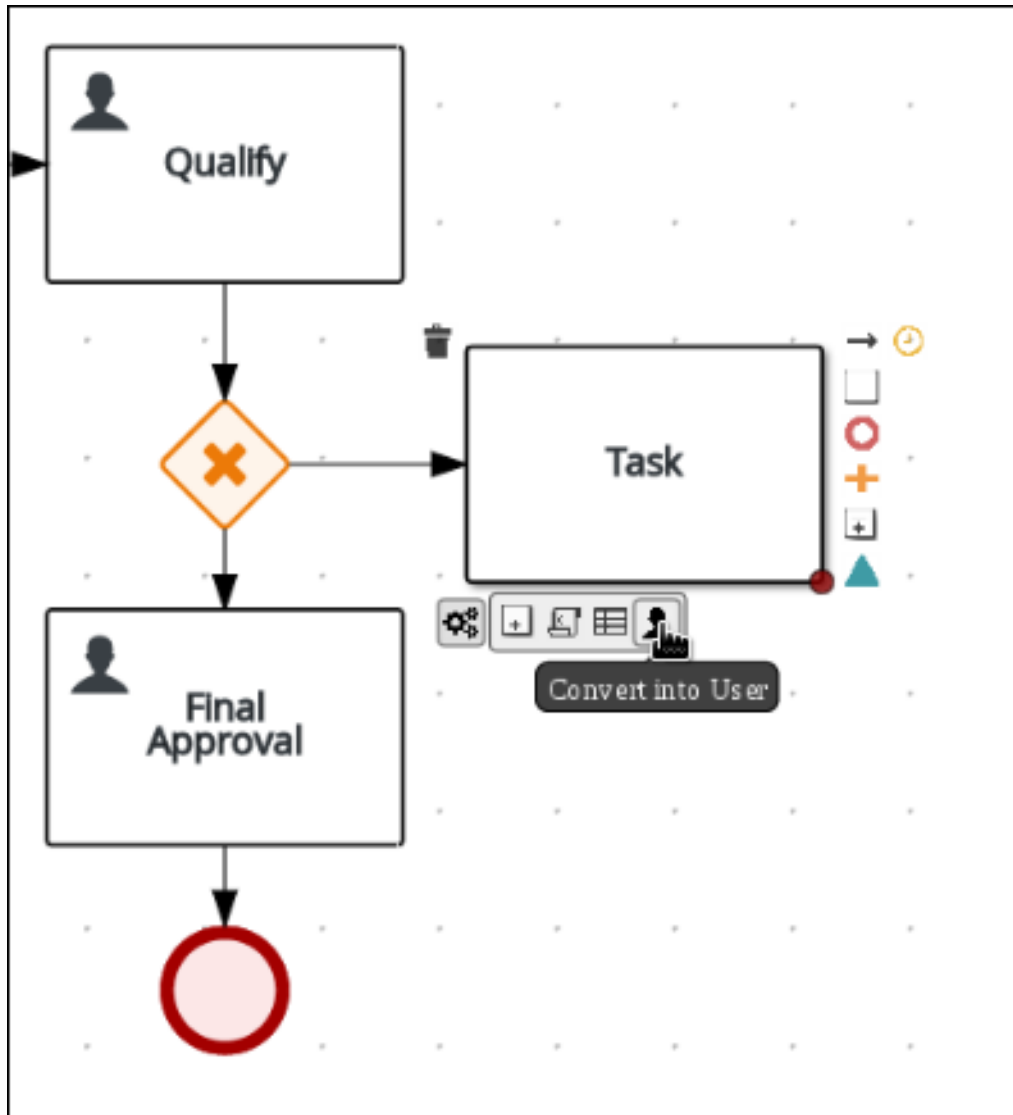 Qualify
Task
Convert into User
Final
Approval